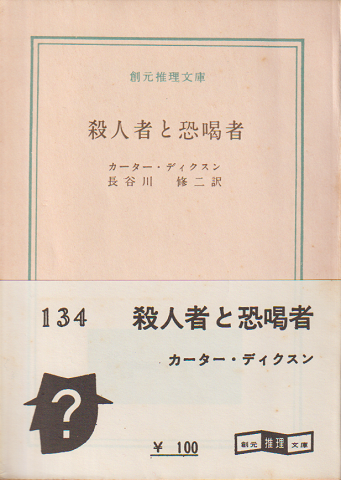 創元推理文庫
殺人者と恐喝者
カーター・ディクスン
長谷川 修二訳
134 殺人者と恐喝者
カーター・ディクスン
?
¥ 100
創元 推理 文庫